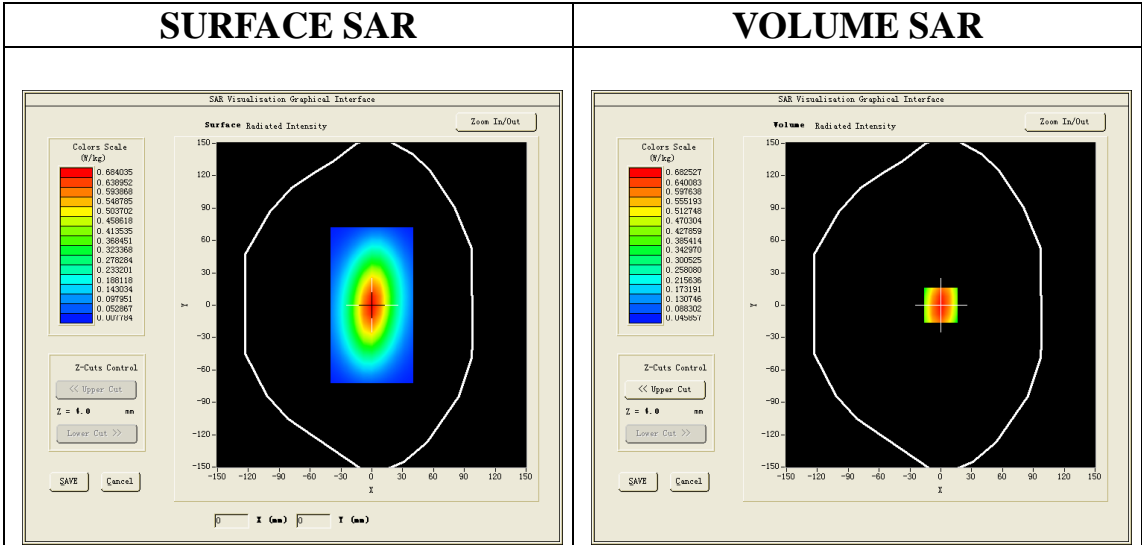 SURFACE SAR
VOLUME SAR
SAR Visualisation Graphical Interface
Surface Radiated Intensity
Zoom In/Out
Colors Scale
(W/kg)
0.684035
0.638952
0.593868
0.548785
0.503702
0.458618
0.413535
0.368451
0.323368
0.278284
0.233201
0.188118
0.143034
0.097951
0.052867
0.007784
150
120
90
60
30
0
-30
-60
-90
-120
-150
Y
-150 -120 -90 -60 -30 0 30 60 90 120 150
X
Z-Cuts Control
<< Upper Cut
Z = 4.0 mm
Lower Cut >>
SAVE Cancel
0 X (mm) 0 Y (mm)
SAR Visualisation Graphical Interface
Volume Radiated Intensity
Zoom In/Out
Colors Scale
(W/kg)
0.682527
0.640083
0.597638
0.555193
0.512748
0.470304
0.427859
0.385414
0.342970
0.300525
0.258080
0.215636
0.173191
0.130746
0.088302
0.045857
150
120
90
60
30
0
-30
-60
-90
-120
-150
Y
-150 -120 -90 -60 -30 0 30 60 90 120 150
X
Z-Cuts Control
<< Upper Cut
Z = 4.0 mm
Lower Cut >>
SAVE Cancel